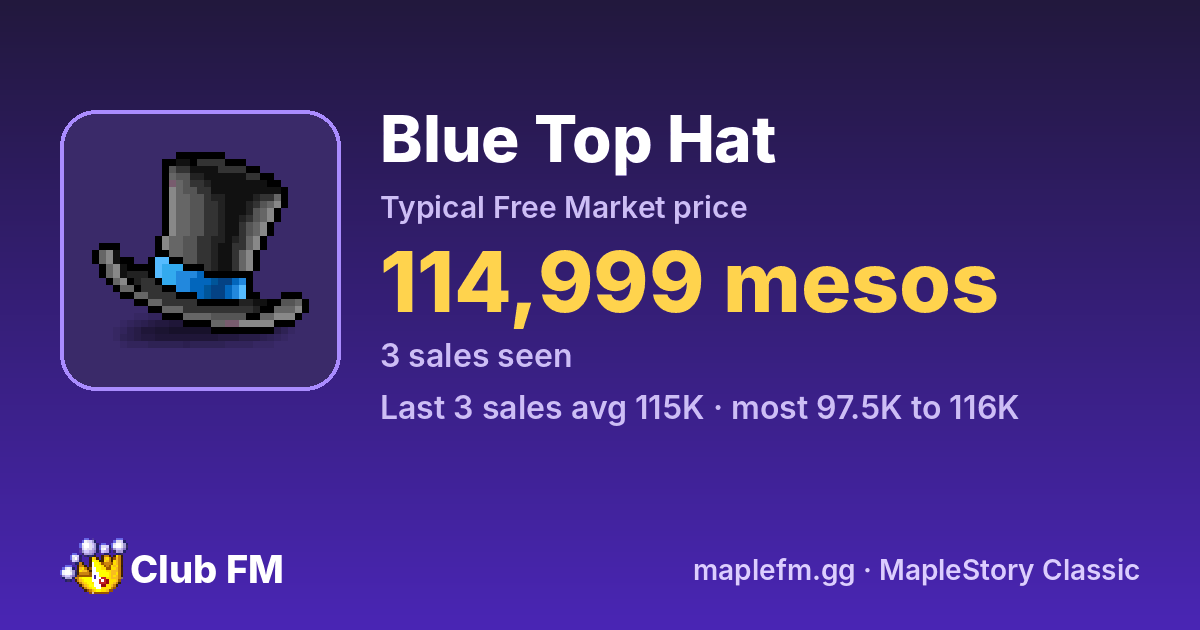 Blue Top Hat
Typical Free Market price
114,999 mesos
3 sales seen
Last 3 sales avg 115K · most 97.5K to 116K
Club FM
maplefm.gg · MapleStory Classic